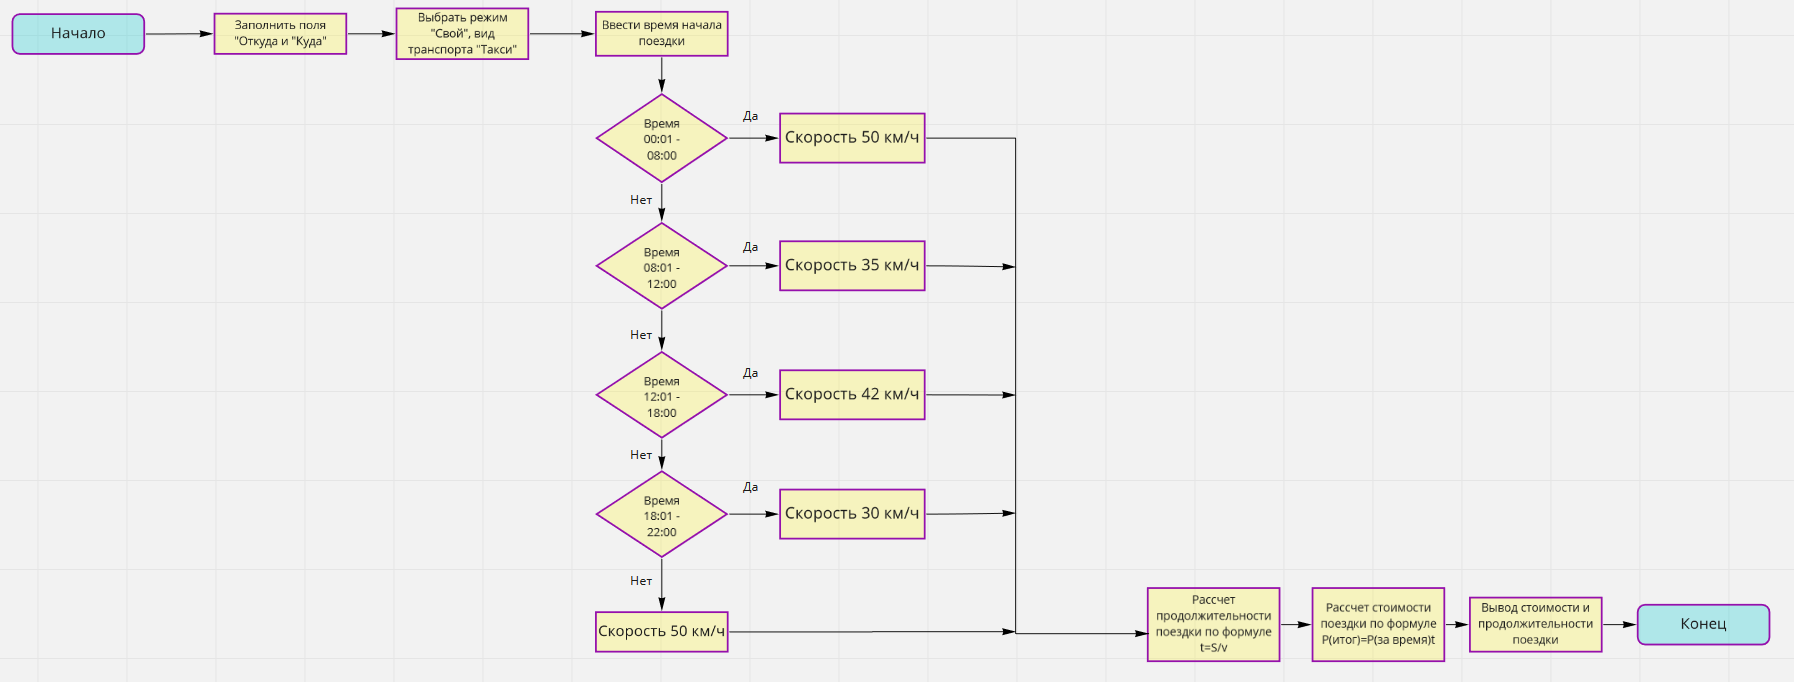 Начало
Заполнить поля
"Откуда и "Куда"
Выбрать режим
"Свой", вид
транспорта "Такси"
Ввести время начала
поездки
Время
00:01 -
08:00
Да
Скорость 50 км/ч
Нет
Время
08:01 -
12:00
Да
Скорость 35 км/ч
Нет
Время
12:01 -
18:00
Да
Скорость 42 км/ч
Нет
Время
18:01 -
22:00
Да
Скорость 30 км/ч
Нет
Скорость 50 км/ч
Рассчет
продолжительности
поездки по формуле
t=S/v
Рассчет стоимости
поездки по формуле
P(итог)=P(за время)t
Вывод стоимости и
продолжительности
поездки
Конец